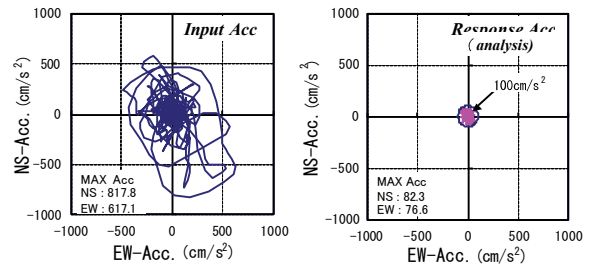 Input Acc
1000
500
0
-500
-1000
NS-Acc. (cm/s²)
MAX Acc
NS : 817.8
EW : 617.1
-1000 -500 0 500 1000
EW-Acc. (cm/s²)
Response Acc
( analysis)
100cm/s²
1000
500
0
-500
-1000
NS-Acc. (cm/s²)
MAX Acc
NS : 82.3
EW : 76.6
-1000 -500 0 500 1000
EW-Acc. (cm/s²)